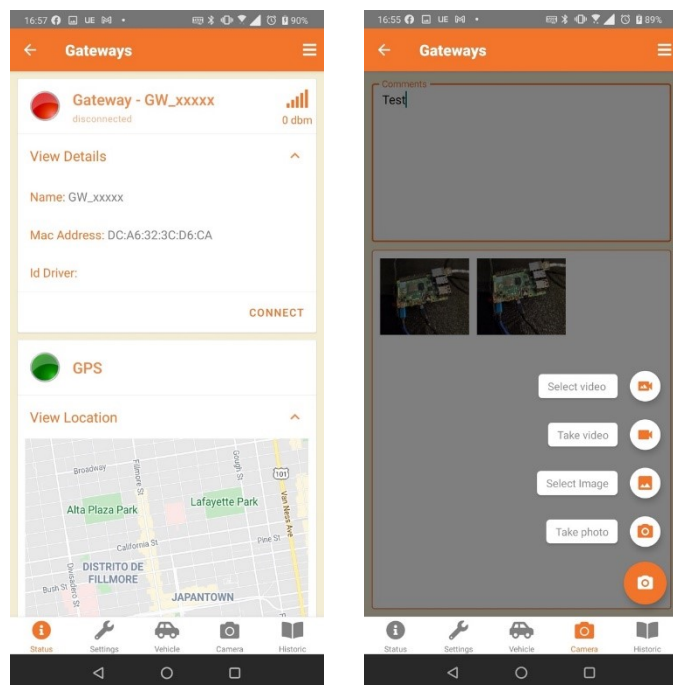 16:57 UE 90%
Gateways
Gateway - GW_xxxxx
disconnected
0 dbm
View Details
Name: GW_xxxxx
Mac Address: DC:A6:32:3C:D6:CA
Id Driver:
CONNECT
GPS
View Location
Broadway
Fillmore St
Gough St
101
Van Ness Ave
Alta Plaza Park
Lafayette Park
California St
Pine St
Divisadero St
DISTRITO DE
FILLMORE
Bush St
JAPANTOWN
Status Settings Vehicle Camera Historic
16:55 UE 89%
Gateways
Comments
Test
Select video
Take video
Select Image
Take photo
Status Settings Vehicle Camera Historic